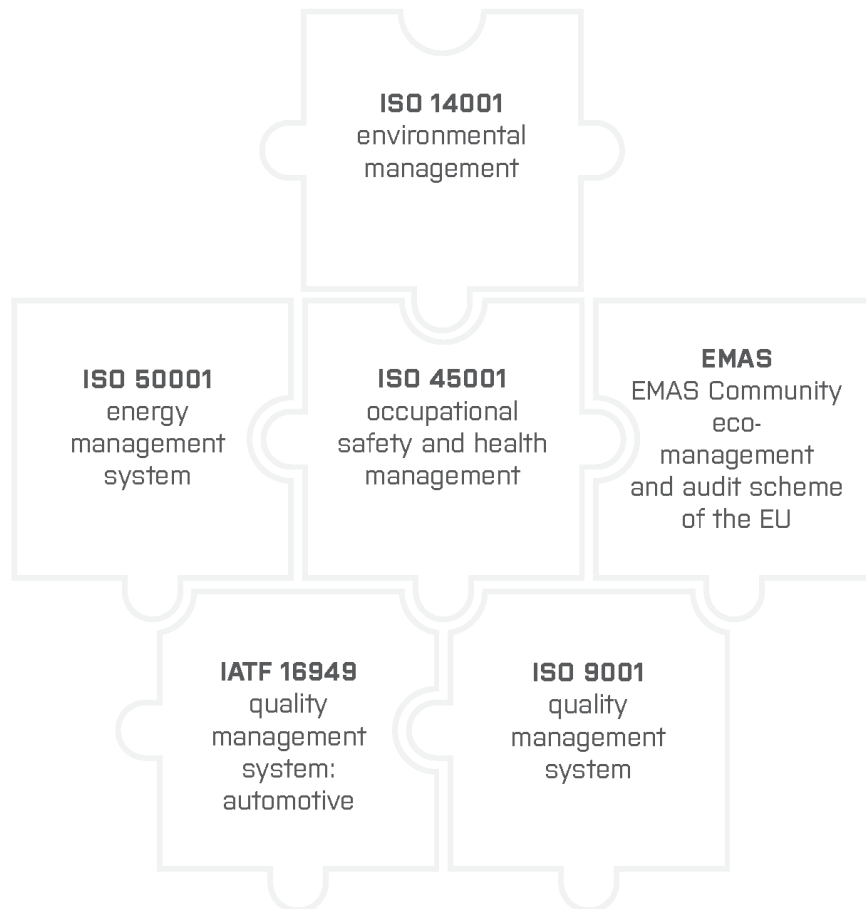 ISO 14001
environmental
management
ISO 50001
energy
management
system
ISO 45001
occupational
safety and health
management
EMAS
EMAS Community
eco-
management
and audit scheme
of the EU
IATF 16949
quality
management
system:
automotive
ISO 9001
quality
management
system